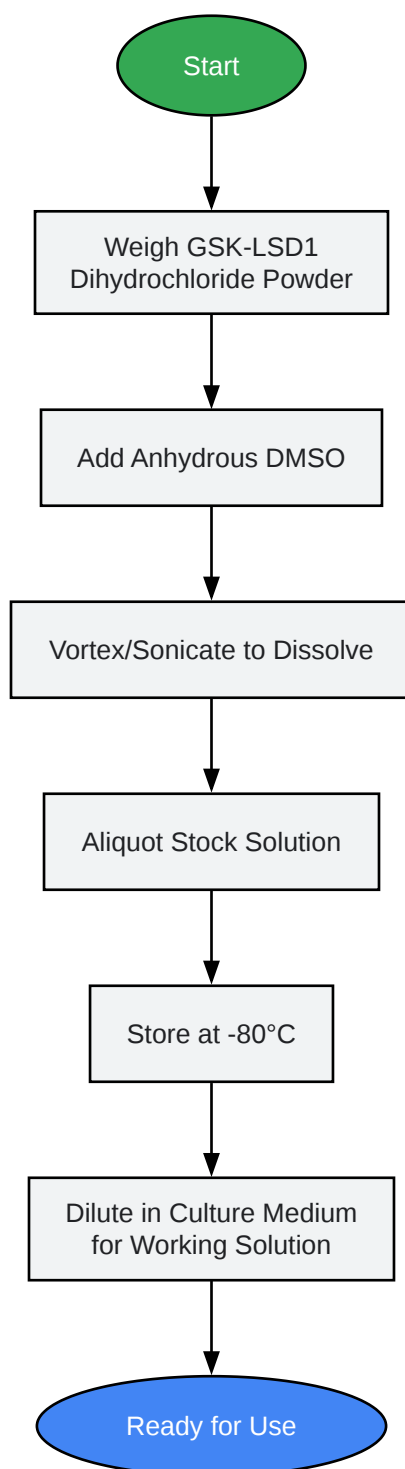 Start
Weigh GSK-LSD1
Dihydrochloride Powder
Add Anhydrous DMSO
Vortex/Sonicate to Dissolve
Aliquot Stock Solution
Store at -80°C
Dilute in Culture Medium
for Working Solution
Ready for Use